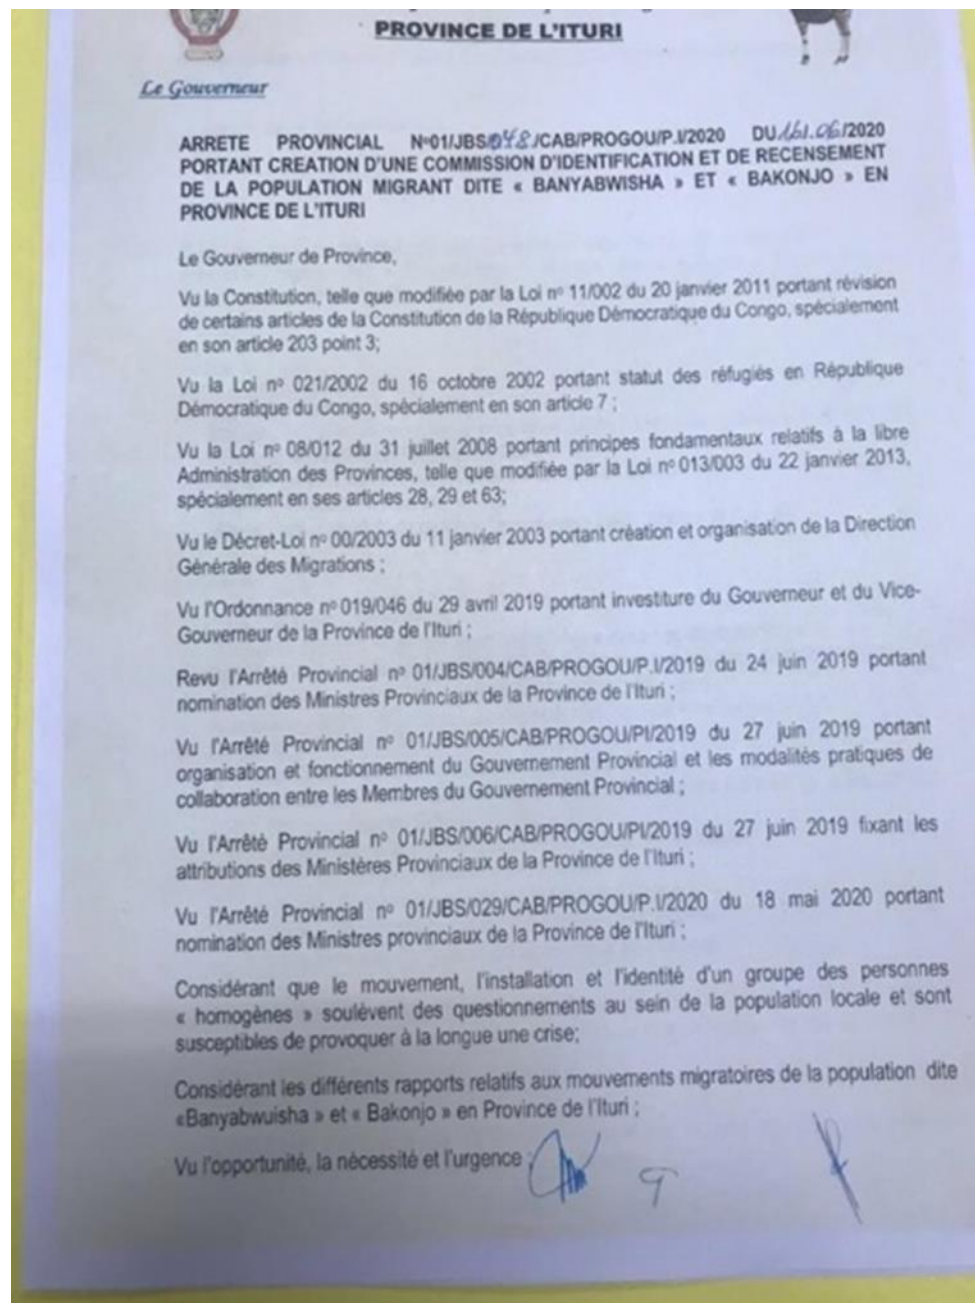 PROVINCE DE L'ITURI
Le Gouverneur
ARRETE PROVINCIAL N°01/JBS/048/CAB/PROGOU/P.I/2020 DU 16/.06/2020
PORTANT CREATION D'UNE COMMISSION D'IDENTIFICATION ET DE RECENSEMENT
DE LA POPULATION MIGRANT DITE « BANYABWISHA » ET « BAKONJO » EN
PROVINCE DE L'ITURI
Le Gouverneur de Province,
Vu la Constitution, telle que modifiée par la Loi n° 11/002 du 20 janvier 2011 portant révision
de certains articles de la Constitution de la République Démocratique du Congo, spécialement
en son article 203 point 3;
Vu la Loi n° 021/2002 du 16 octobre 2002 portant statut des réfugiés en République
Démocratique du Congo, spécialement en son article 7 ;
Vu la Loi n° 08/012 du 31 juillet 2008 portant principes fondamentaux relatifs à la libre
Administration des Provinces, telle que modifiée par la Loi n° 013/003 du 22 janvier 2013,
spécialement en ses articles 28, 29 et 63;
Vu le Décret-Loi n° 00/2003 du 11 janvier 2003 portant création et organisation de la Direction
Générale des Migrations ;
Vu l'Ordonnance n° 019/046 du 29 avril 2019 portant investiture du Gouverneur et du Vice-
Gouverneur de la Province de l'Ituri ;
Revu l'Arrêté Provincial n° 01/JBS/004/CAB/PROGOU/P.I/2019 du 24 juin 2019 portant
nomination des Ministres Provinciaux de la Province de l'Ituri ;
Vu l'Arrêté Provincial n° 01/JBS/005/CAB/PROGOU/PI/2019 du 27 juin 2019 portant
organisation et fonctionnement du Gouvernement Provincial et les modalités pratiques de
collaboration entre les Membres du Gouvernement Provincial ;
Vu l'Arrêté Provincial n° 01/JBS/006/CAB/PROGOU/PI/2019 du 27 juin 2019 fixant les
attributions des Ministères Provinciaux de la Province de l'Ituri ;
Vu l'Arrêté Provincial n° 01/JBS/029/CAB/PROGOU/P.I/2020 du 18 mai 2020 portant
nomination des Ministres provinciaux de la Province de l'Ituri ;
Considérant que le mouvement, l'installation et l'identité d'un groupe des personnes
« homogènes » soulèvent des questionnements au sein de la population locale et sont
susceptibles de provoquer à la longue une crise;
Considérant les différents rapports relatifs aux mouvements migratoires de la population dite
«Banyabwuisha » et « Bakonjo » en Province de l'Ituri ;
Vu l'opportunité, la nécessité et l'urgence ;